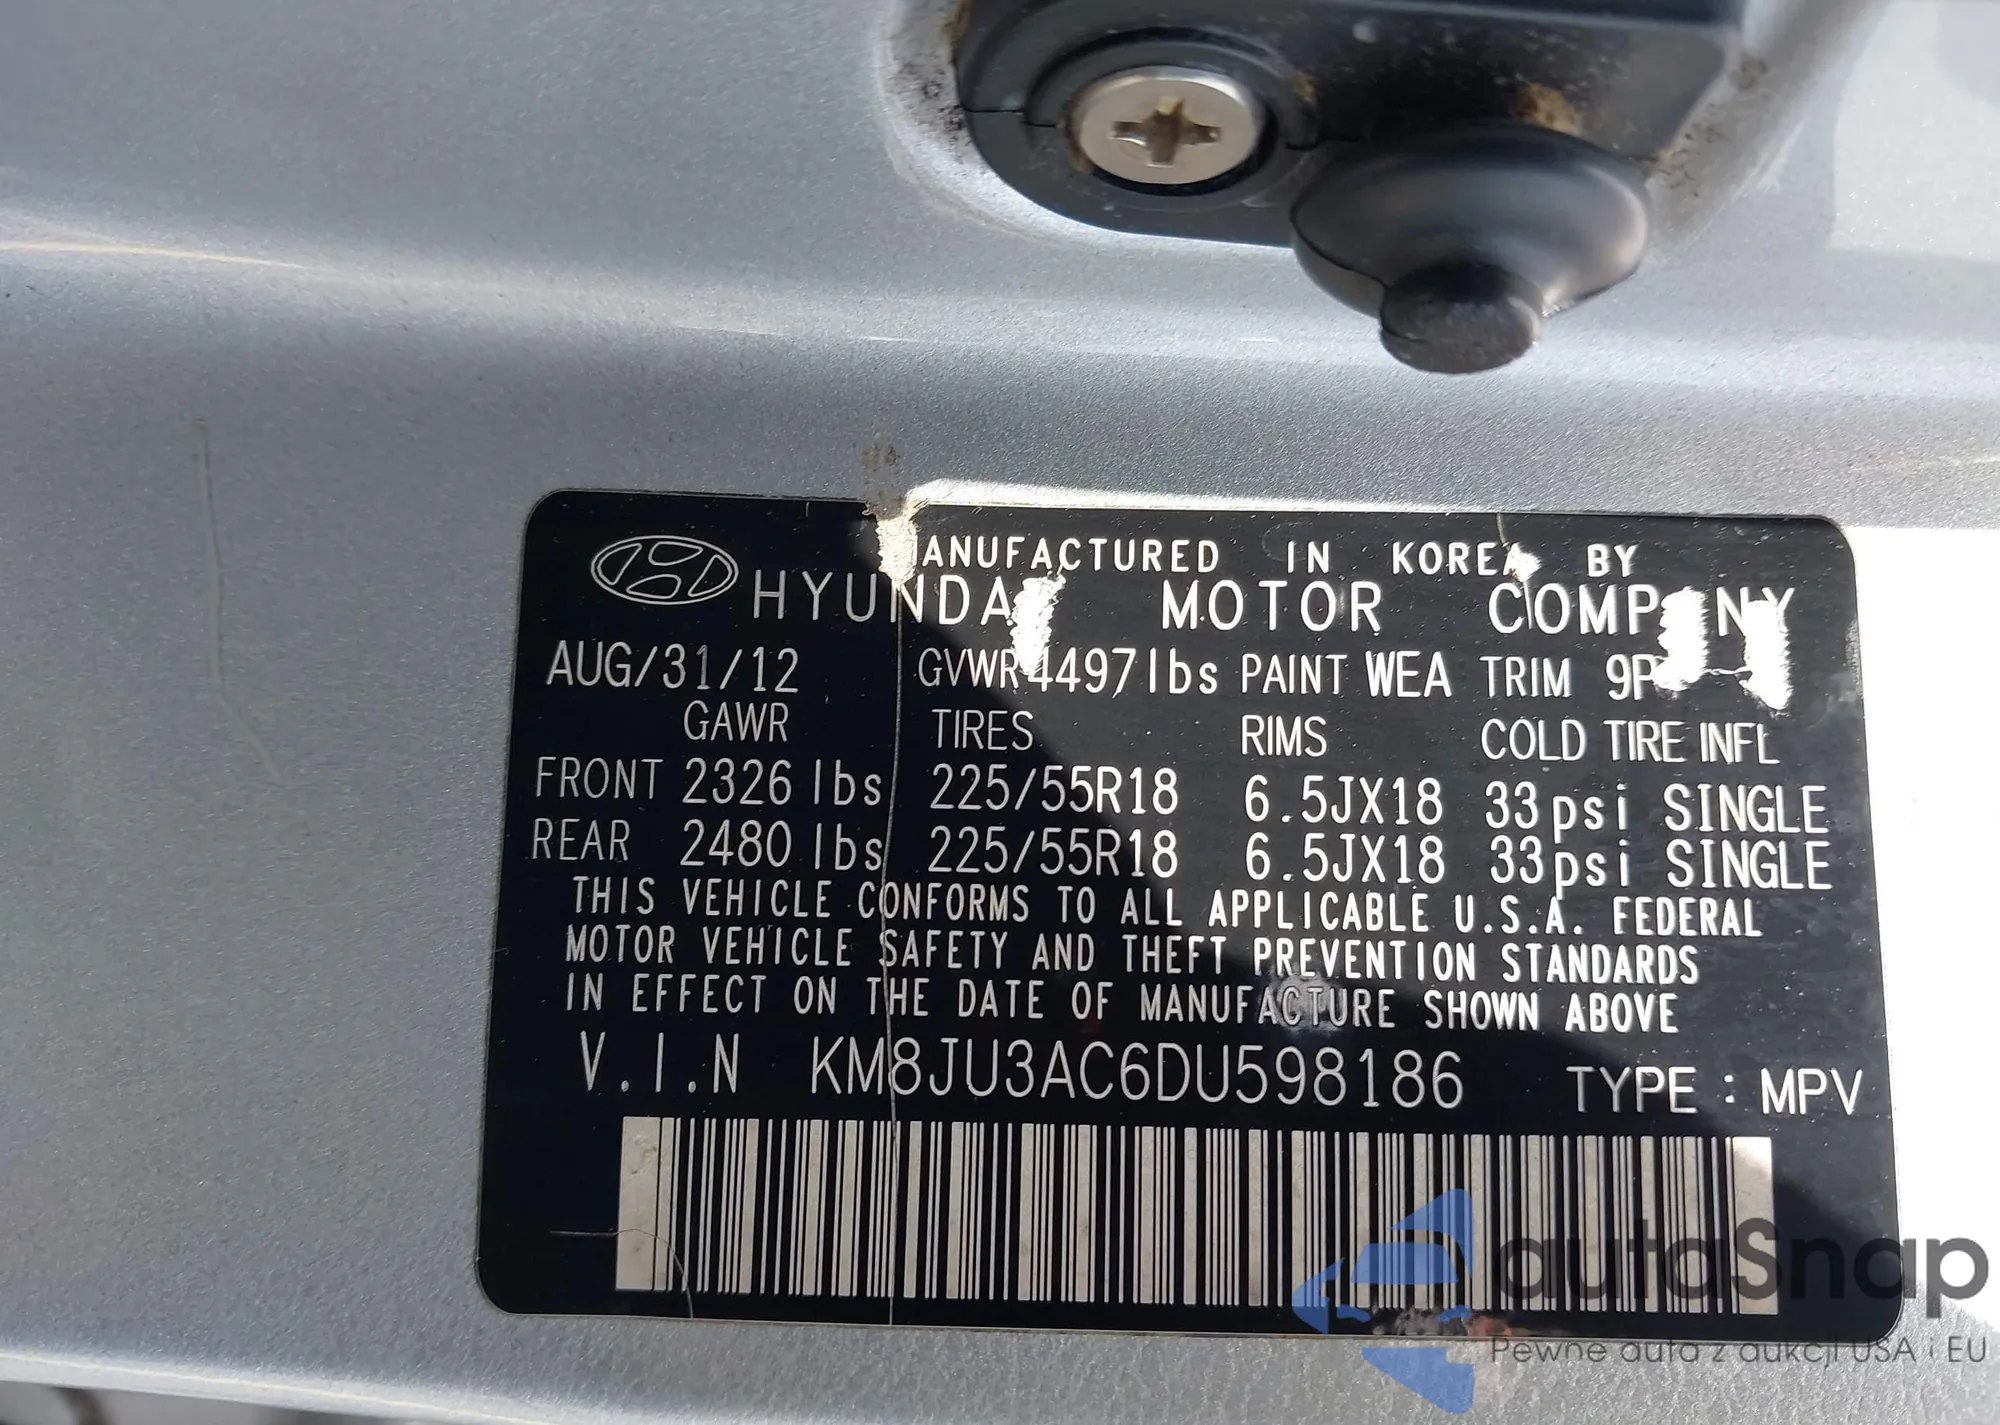 MANUFACTURED IN KOREA BY
HYUNDAI MOTOR COMPANY
AUG/31/12 GVWR 4497lbs PAINT WEA TRIM 9P
GAWR TIRES RIMS COLD TIRE INFL
FRONT 2326 lbs 225/55R18 6.5JX18 33psi SINGLE
REAR 2480 lbs 225/55R18 6.5JX18 33psi SINGLE
THIS VEHICLE CONFORMS TO ALL APPLICABLE U.S.A. FEDERAL
MOTOR VEHICLE SAFETY AND THEFT PREVENTION STANDARDS
IN EFFECT ON THE DATE OF MANUFACTURE SHOWN ABOVE
V.I.N KM8JU3AC6DU598186 TYPE : MPV
autaSnap
Pewne auta z aukcji USA i EU